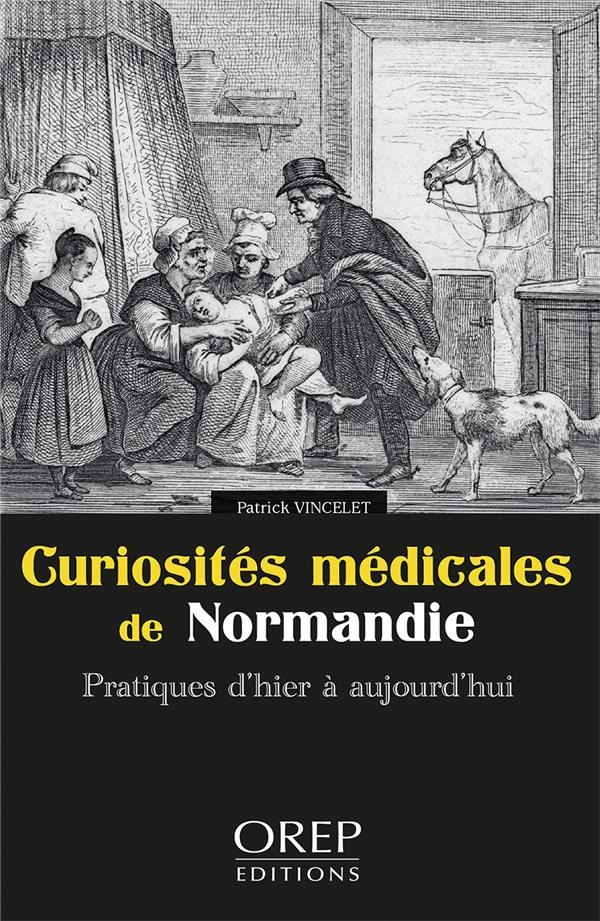 Patrick VINCELET
Curiosités médicales
de Normandie
Pratiques d'hier à aujourd'hui
OREP
EDITIONS